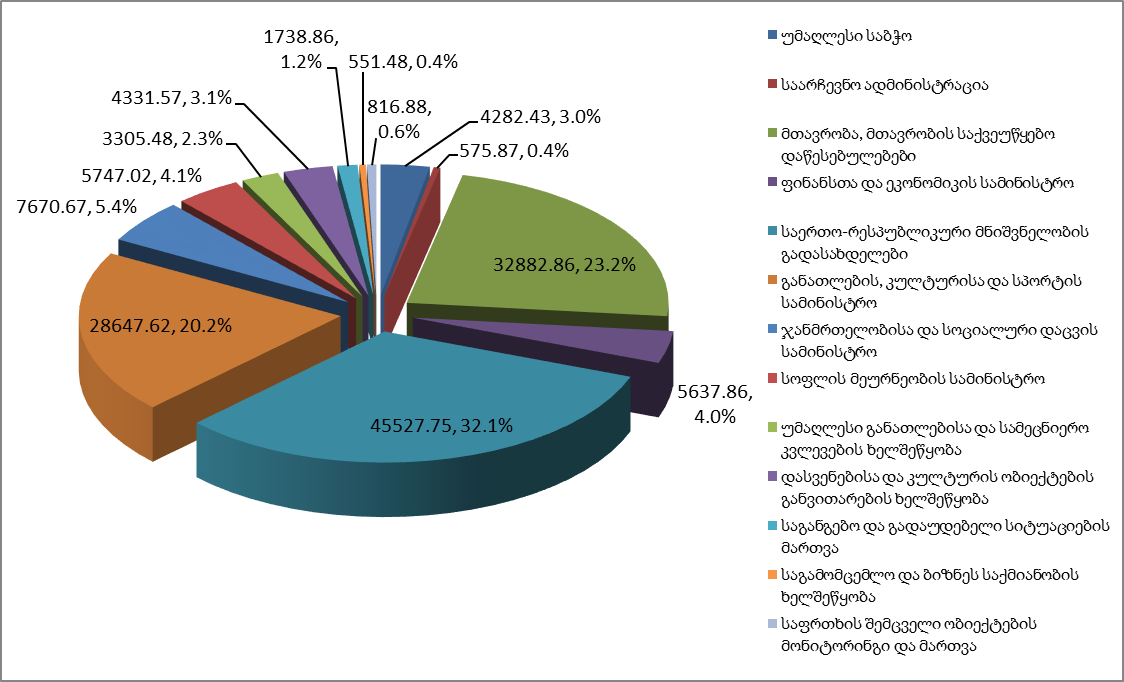 1738.86,
1.2%
551.48, 0.4%
4331.57, 3.1%
816.88,
0.6%
4282.43, 3.0%
3305.48, 2.3%
575.87, 0.4%
5747.02, 4.1%
7670.67, 5.4%
32882.86, 23.2%
28647.62, 20.2%
5637.86,
4.0%
45527.75, 32.1%
უმაღლესი საბჭო
საარჩევნო ადმინისტრაცია
მთავრობა, მთავრობის საქვეუწყებო
დაწესებულებები
ფინანსთა და ეკონომიკის სამინისტრო
საერთო-რესპუბლიკური მნიშვნელობის
გადასახდელები
განათლების, კულტურისა და სპორტის
სამინისტრო
ჯანმრთელობისა და სოციალური დაცვის
სამინისტრო
სოფლის მეურნეობის სამინისტრო
უმაღლესი განათლებისა და სამეცნიერო
კვლევების ხელშეწყობა
დასვენებისა და კულტურის ობიექტების
განვითარების ხელშეწყობა
საგანგებო და გადაუდებელი სიტუაციების
მართვა
საგამომცემლო და ბიზნეს საქმიანობის
ხელშეწყობა
საფრთხის შემცველი ობიექტების
მონიტორინგი და მართვა